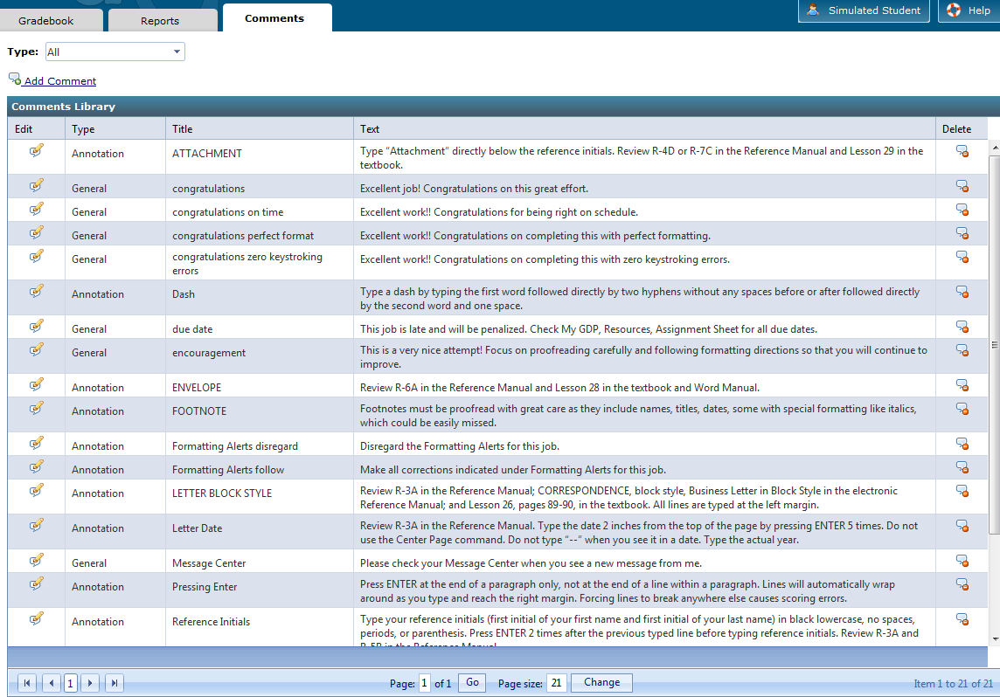 Gradebook Reports Comments Simulated Student Help
Type: All
Add Comment
Comments Library
Edit Type Title Text Delete
Annotation ATTACHMENT Type “Attachment” directly below the reference initials. Review R-4D or R-7C in the Reference Manual and Lesson 29 in the
textbook.
General congratulations Excellent job! Congratulations on this great effort.
General congratulations on time Excellent work!! Congratulations for being right on schedule.
General congratulations perfect format Excellent work!! Congratulations on completing this with perfect formatting.
General congratulations zero keystroking errors Excellent work!! Congratulations on completing this with zero keystroking errors.
Annotation Dash Type a dash by typing the first word followed directly by two hyphens without any spaces before or after followed directly
by the second word and one space.
General due date This job is late and will be penalized. Check My GDP, Resources, Assignment Sheet for all due dates.
General encouragement This is a very nice attempt! Focus on proofreading carefully and following formatting directions so that you will continue to
improve.
Annotation ENVELOPE Review R-6A in the Reference Manual and Lesson 28 in the textbook and Word Manual.
Annotation FOOTNOTE Footnotes must be proofread with great care as they include names, titles, dates, some with special formatting like italics,
which could be easily missed.
Annotation Formatting Alerts disregard Disregard the Formatting Alerts for this job.
Annotation Formatting Alerts follow Make all corrections indicated under Formatting Alerts for this job.
Annotation LETTER BLOCK STYLE Review R-3A in the Reference Manual; CORRESPONDENCE, block style, Business Letter in Block Style in the electronic
Reference Manual; and Lesson 26, pages 89-90, in the textbook. All lines are typed at the left margin.
Annotation Letter Date Review R-3A in the Reference Manual. Type the date 2 inches from the top of the page by pressing ENTER 5 times. Do not
use the Center Page command. Do not type “--” when you see it in a date. Type the actual year.
General Message Center Please check your Message Center when you see a new message from me.
Annotation Pressing Enter Press ENTER at the end of a paragraph only, not at the end of a line within a paragraph. Lines will automatically wrap
around as you type and reach the right margin. Forcing lines to break anywhere else causes scoring errors.
Annotation Reference Initials Type your reference initials (first initial of your first name and first initial of your last name) in black lowercase, no spaces,
periods, or parenthesis. Press ENTER 2 times after the previous typed line before typing reference initials. Review R-3A and
R-5B in the Reference Manual.
1 Page: 1 of 1 Go Page size: 21 Change Item 1 to 21 of 21